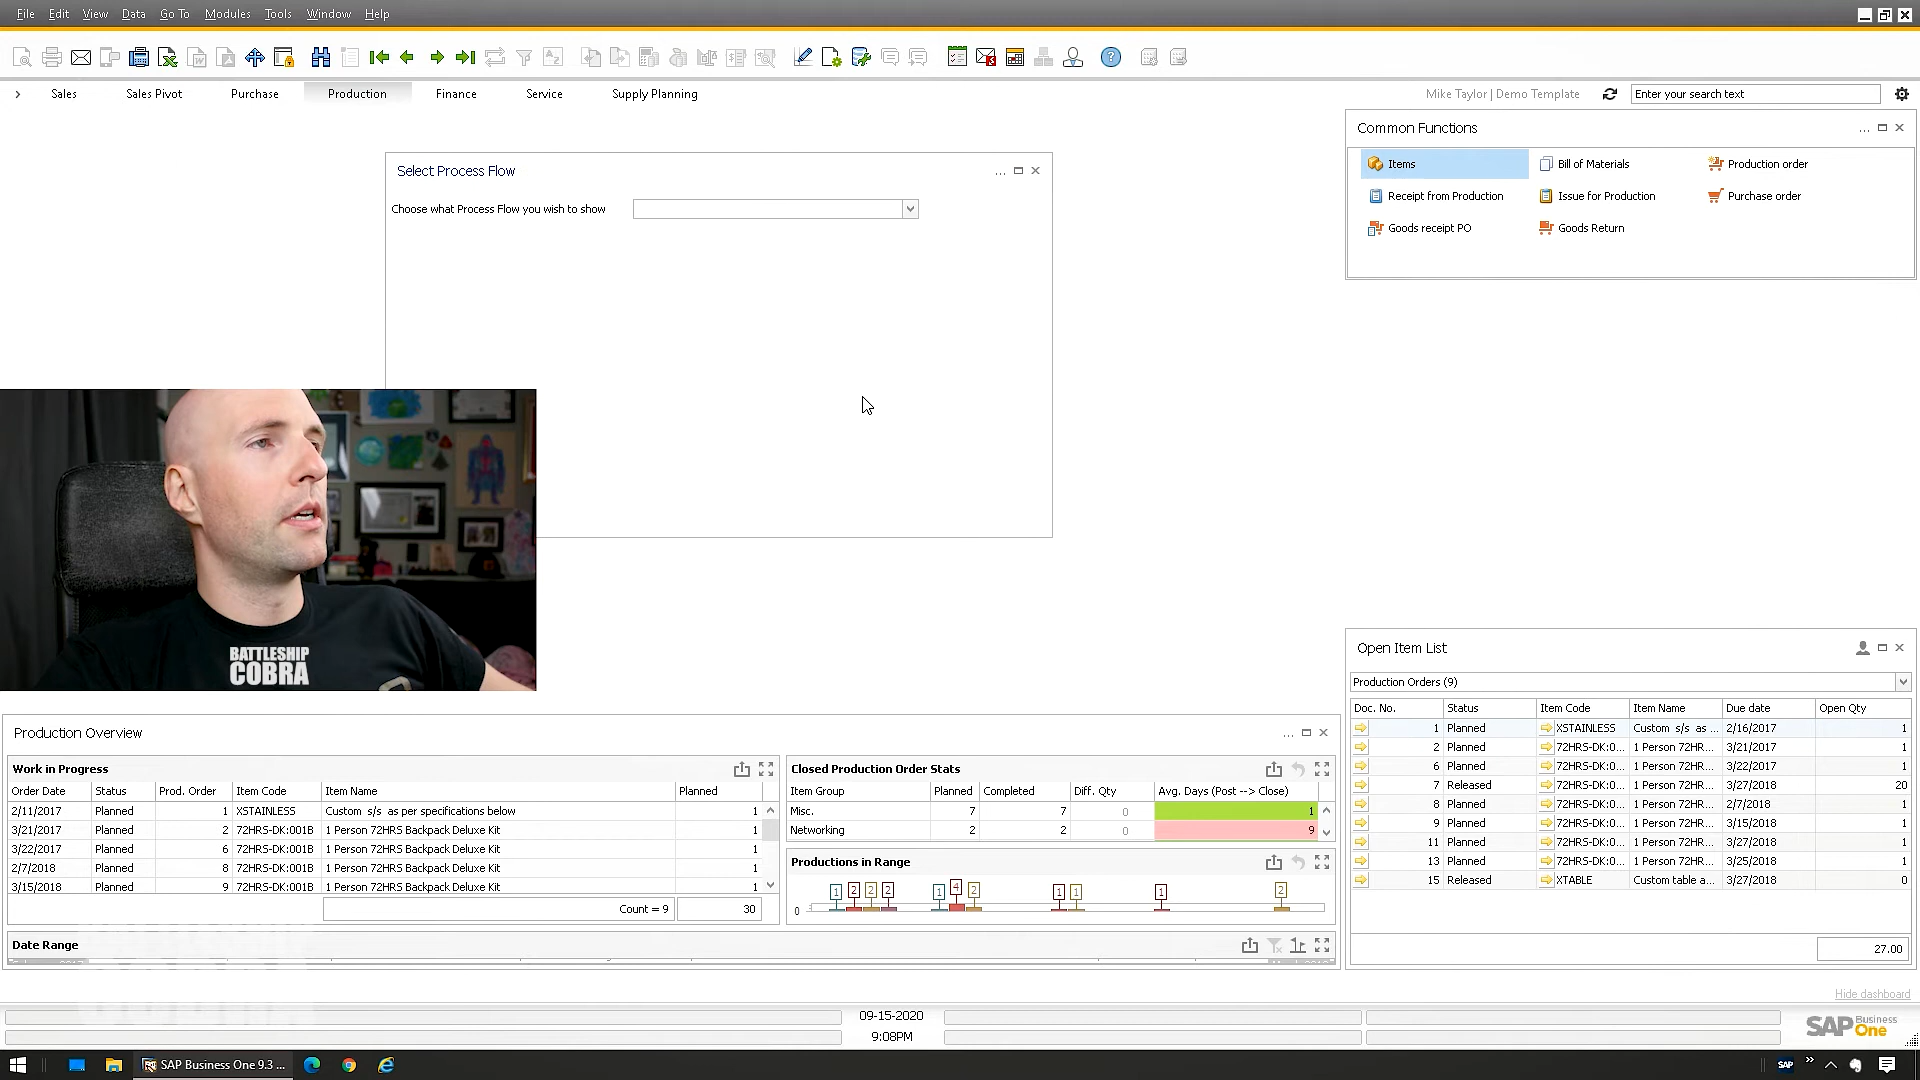 File Edit View Data Go To Modules Tools Window Help
Sales Sales Pivot Purchase Production Finance Service Supply Planning
Mike Taylor | Demo Template
Enter your search text
Select Process Flow
...
Choose what Process Flow you wish to show
Common Functions
...
Items Bill of Materials Production order
Receipt from Production Issue for Production Purchase order
Goods receipt PO Goods Return
BATTLESHIP
COBRA
Production Overview
...
Work in Progress
Order Date Status Prod. Order Item Code Item Name Planned
2/11/2017 Planned 1 XSTAINLESS Custom s/s as per specifications below 1
3/21/2017 Planned 2 72HRS-DK:001B 1 Person 72HRS Backpack Deluxe Kit 1
3/22/2017 Planned 6 72HRS-DK:001B 1 Person 72HRS Backpack Deluxe Kit 1
2/7/2018 Planned 8 72HRS-DK:001B 1 Person 72HRS Backpack Deluxe Kit 1
3/15/2018 Planned 9 72HRS-DK:001B 1 Person 72HRS Backpack Deluxe Kit 1
Count = 9 30
Closed Production Order Stats
Item Group Planned Completed Diff. Qty Avg. Days (Post --> Close)
Misc. 7 7 0 1
Networking 2 2 0 9
Productions in Range
1 2 2 2 1 4 2 1 1 1 2
0
Date Range
Open Item List
Production Orders (9)
Doc. No. Status Item Code Item Name Due date Open Qty
1 Planned XSTAINLESS Custom s/s as ... 2/16/2017 1
2 Planned 72HRS-DK:0... 1 Person 72HR... 3/21/2017 1
6 Planned 72HRS-DK:0... 1 Person 72HR... 3/22/2017 1
7 Released 72HRS-DK:0... 1 Person 72HR... 3/27/2018 20
8 Planned 72HRS-DK:0... 1 Person 72HR... 2/7/2018 1
9 Planned 72HRS-DK:0... 1 Person 72HR... 3/15/2018 1
11 Planned 72HRS-DK:0... 1 Person 72HR... 3/27/2018 1
13 Planned 72HRS-DK:0... 1 Person 72HR... 3/25/2018 1
15 Released XTABLE Custom table a... 3/27/2018 0
27.00
Hide dashboard
09-15-2020
9:08PM
SAP Business One
SAP Business One 9.3 ...
SAP